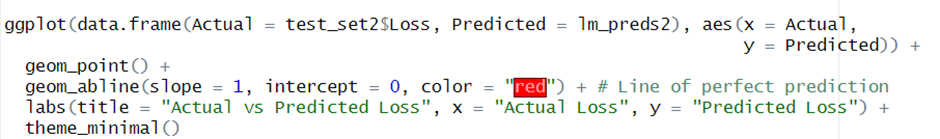 ggplot(data.frame(Actual = test_set2$Loss, Predicted = lm_preds2), aes(x = Actual,
y = Predicted)) +
geom_point() +
geom_abline(slope = 1, intercept = 0, color = "red") + # Line of perfect prediction
labs(title = "Actual vs Predicted Loss", x = "Actual Loss", y = "Predicted Loss") +
theme_minimal()